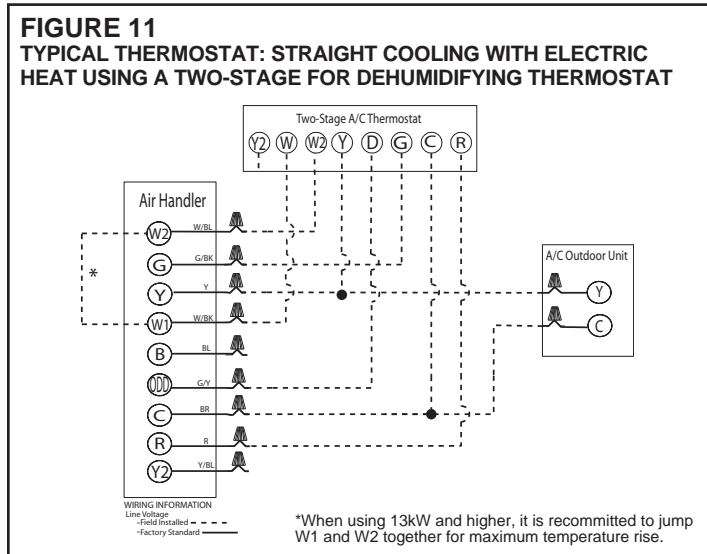 FIGURE 11
TYPICAL THERMOSTAT: STRAIGHT COOLING WITH ELECTRIC
HEAT USING A TWO-STAGE FOR DEHUMIDIFYING THERMOSTAT
Two-Stage A/C Thermostat
Y2 W W2 Y D G C R
Air Handler
W2 W/BL
G G/BK
Y Y
W1 W/BK
B BL
ODD G/Y
C BR
R R
Y2 Y/BL
*
A/C Outdoor Unit
Y
C
WIRING INFORMATION
Line Voltage
-Field Installed
-Factory Standard
*When using 13kW and higher, it is recommitted to jump
W1 and W2 together for maximum temperature rise.